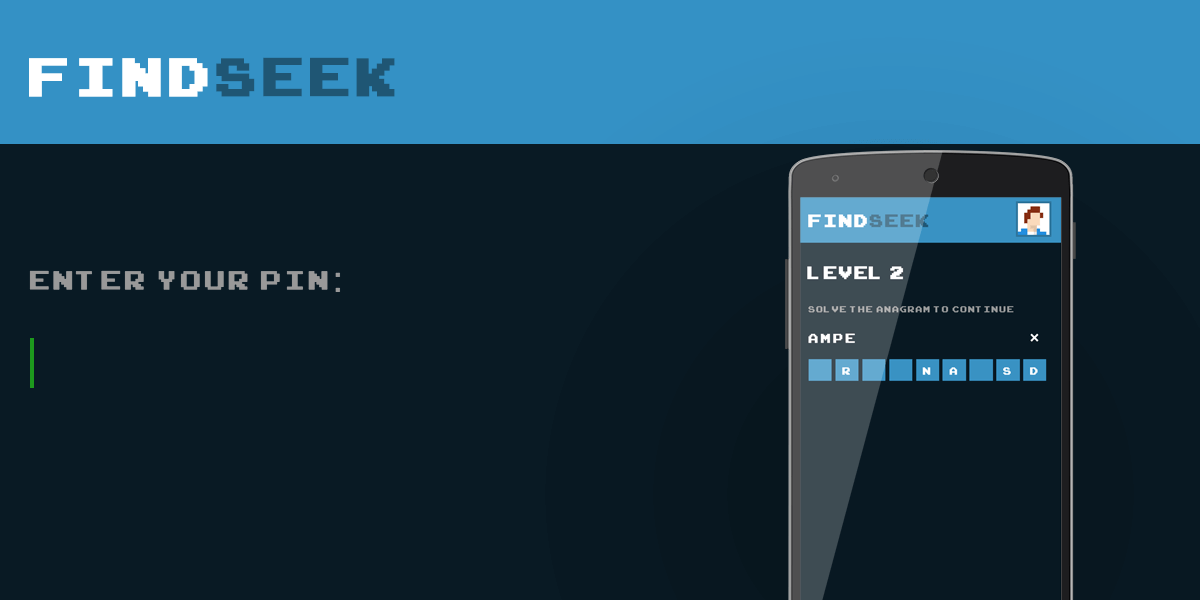 FINDSEEK
ENTER YOUR PIN:
FINDSEEK
LEVEL 2
SOLVE THE ANAGRAM TO CONTINUE
AMPE ×
R N A S D